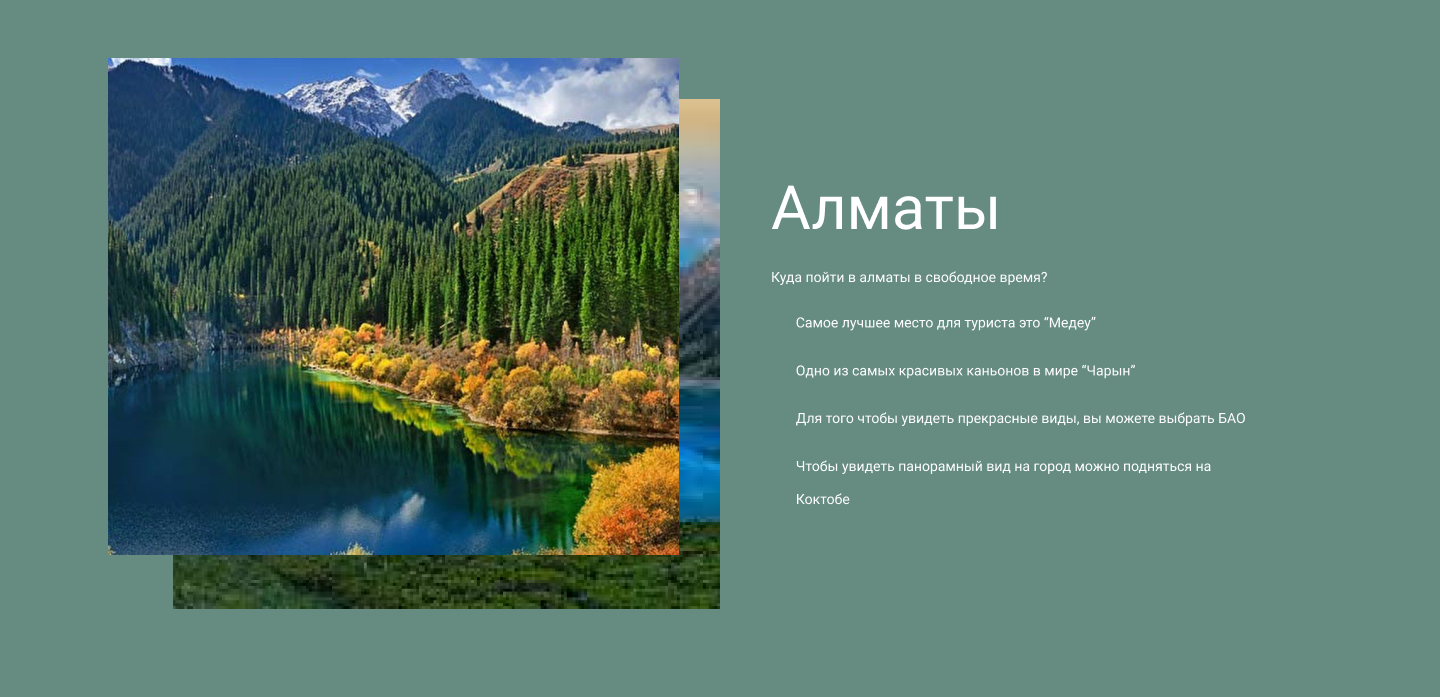 Алматы
Куда пойти в алматы в свободное время?
Самое лучшее место для туриста это “Медеу”
Одно из самых красивых каньонов в мире “Чарын”
Для того чтобы увидеть прекрасные виды, вы можете выбрать БАО
Чтобы увидеть панорамный вид на город можно подняться на
Коктобе